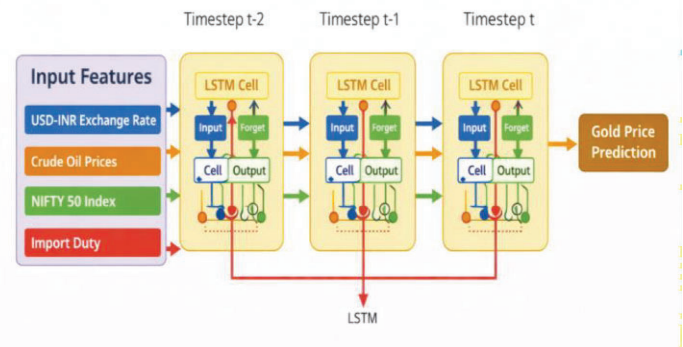 Timestep t-2 Timestep t-1 Timestep t
Input Features
USD-INR Exchange Rate
Crude Oil Prices
NIFTY 50 Index
Import Duty
LSTM Cell
Input Forget
Cell Output
LSTM Cell
Input Forget
Cell Output
LSTM Cell
Input Forget
Cell Output
Gold Price
Prediction
LSTM